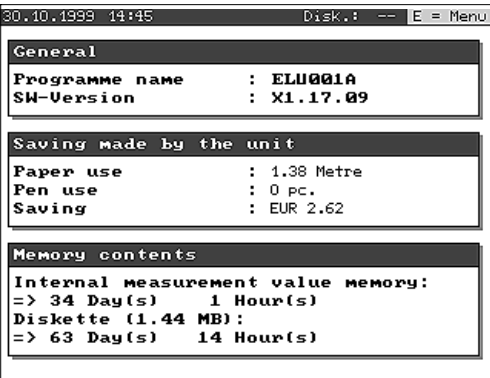 30.10.1999 14:45 Disk.: -- E = Menu
General
Programme name : ELU001A
SW-Version : X1.17.09
Saving made by the unit
Paper use : 1.38 Metre
Pen use : 0 pc.
Saving : EUR 2.62
Memory contents
Internal measurement value memory:
=> 34 Day(s) 1 Hour(s)
Diskette (1.44 MB):
=> 63 Day(s) 14 Hour(s)